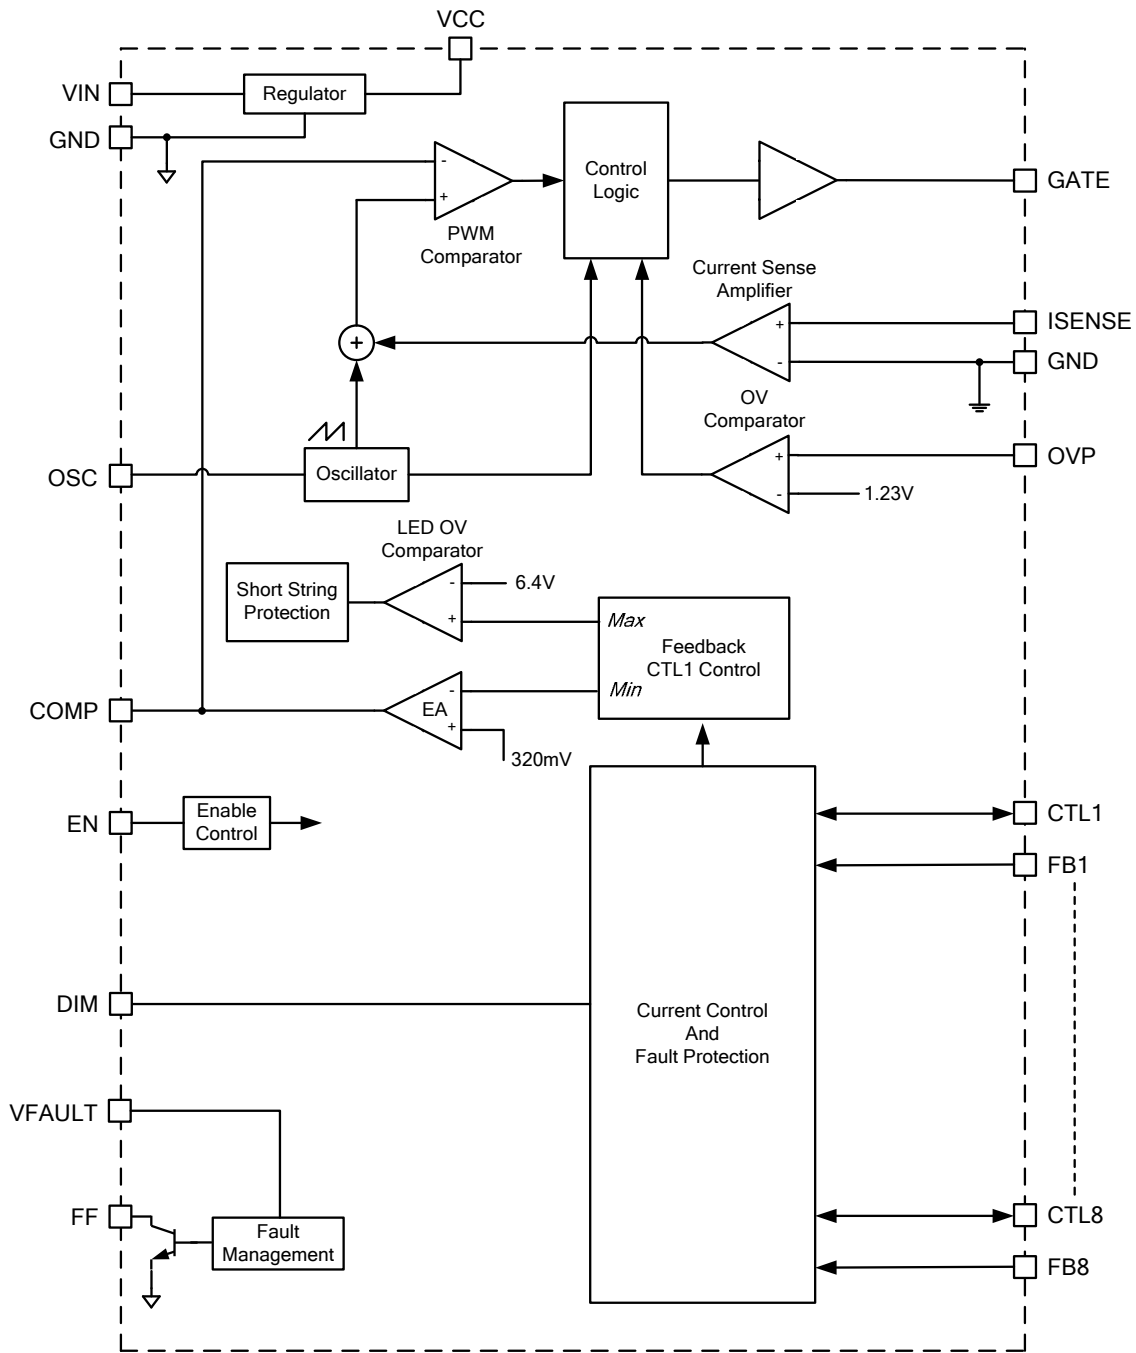 VCC
VIN
Regulator
GND
Control
Logic
-
+
GATE
PWM
Comparator
Current Sense
Amplifier
+
-
ISENSE
GND
+
OV
Comparator
OSC
Oscillator
+
-
OVP
1.23V
LED OV
Comparator
Short String
Protection
-
+
6.4V
Max
Feedback
CTL1 Control
Min
COMP
EA
-
+
320mV
EN
Enable
Control
CTL1
FB1
DIM
Current Control
And
Fault Protection
VFAULT
FF
Fault
Management
CTL8
FB8